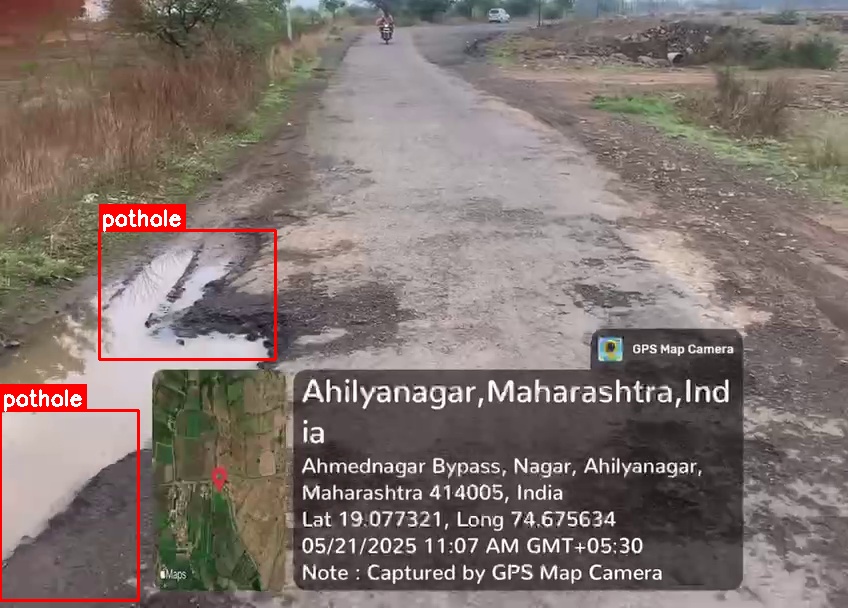 pothole
pothole
GPS Map Camera
Ahilyanagar,Maharashtra,Ind
ia
Ahmednagar Bypass, Nagar, Ahilyanagar,
Maharashtra 414005, India
Lat 19.077321, Long 74.675634
05/21/2025 11:07 AM GMT+05:30
Note : Captured by GPS Map Camera
Maps